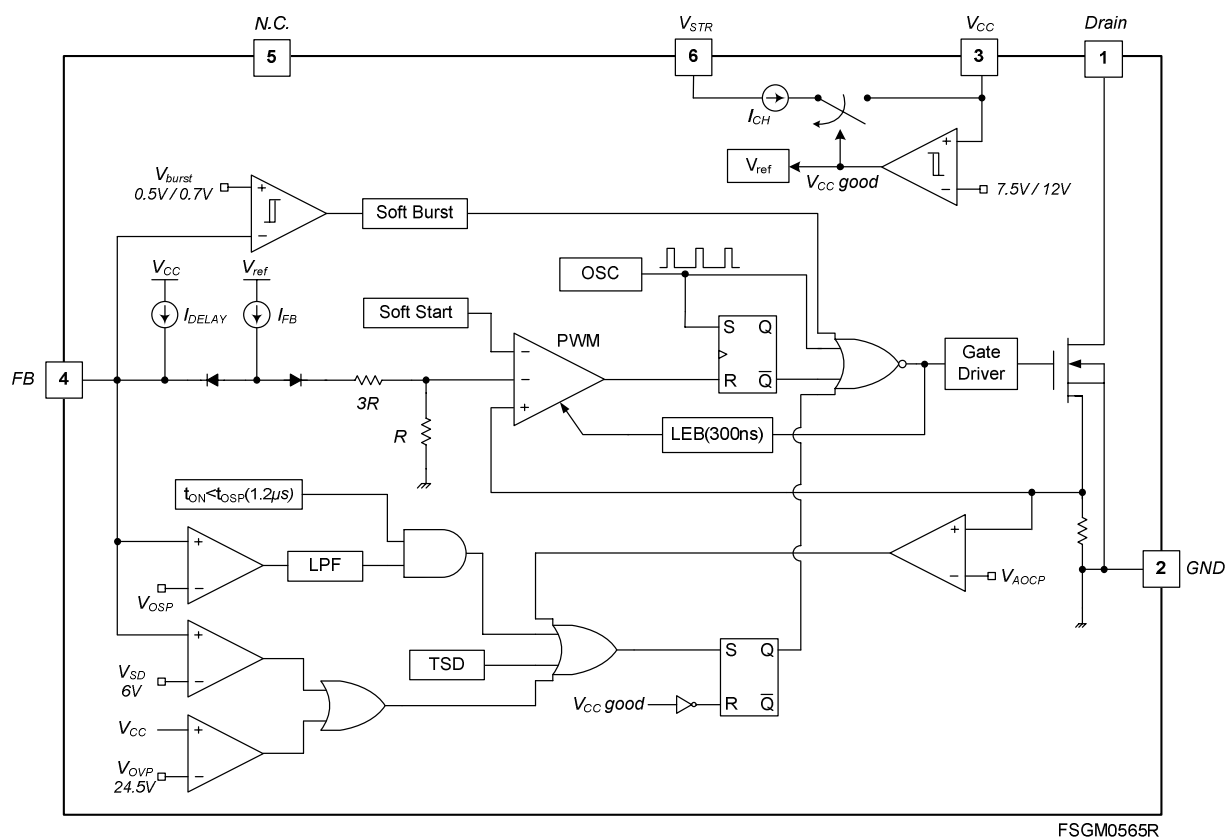 N.C.
5
V_STR
6
V_CC
3
Drain
1
I_CH
V_ref
V_CC good
+
−
7.5V / 12V
V_burst
0.5V / 0.7V
+
−
Soft Burst
V_CC
V_ref
I_DELAY
I_FB
OSC
Soft Start
PWM
−
−
+
S Q
R Q̅
Gate
Driver
FB
4
3R
R
LEB(300ns)
t_ON<t_OSP(1.2µs)
+
−
V_OSP
LPF
+
−
V_AOCP
2
GND
+
−
V_SD
6V
TSD
S Q
R Q̅
V_CC good
V_CC
+
−
V_OVP
24.5V
FSGM0565R